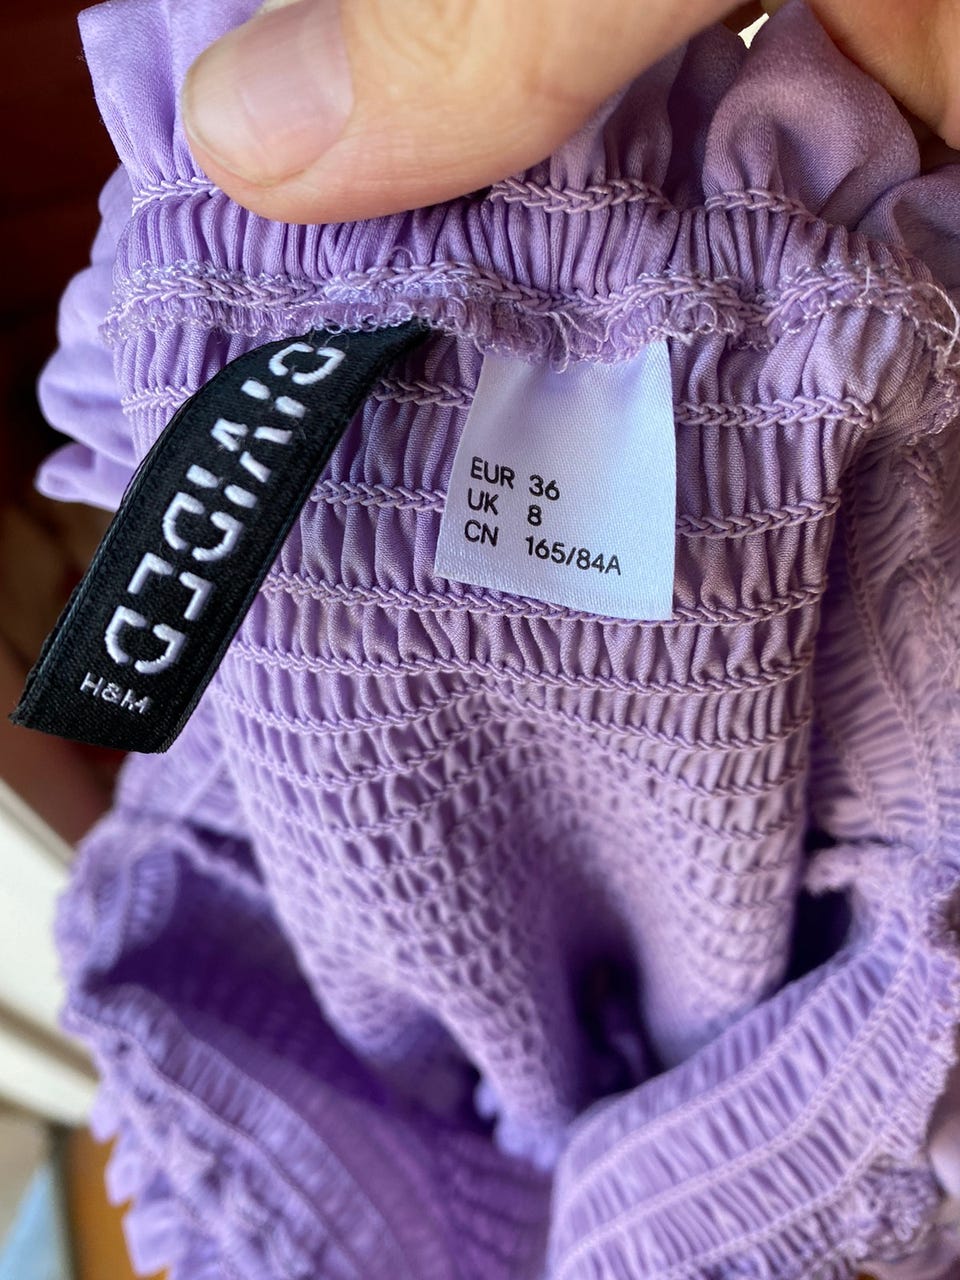 DIVIDED
H&M
EUR 36
UK 8
CN 165/84A